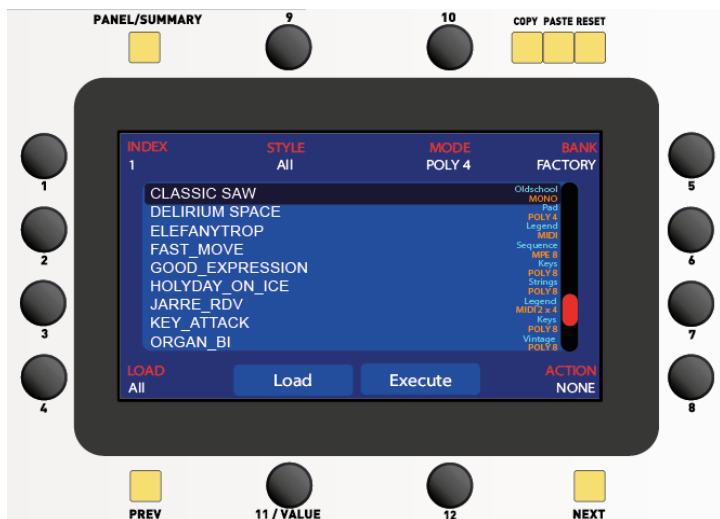 PANEL/SUMMARY 9 10 COPY PASTE RESET
INDEX STYLE MODE BANK
1 All POLY 4 FACTORY
CLASSIC SAW Oldschool
MONO
DELIRIUM SPACE Pad
POLY 4
ELEFANYTROP Legend
MIDI
FAST_MOVE Sequence
MPE 8
GOOD_EXPRESSION Keys
POLY 8
HOLYDAY_ON_ICE Strings
POLY 8
JARRE_RDV Legend
MIDI 2 x 4
KEY_ATTACK Keys
POLY 8
ORGAN_BI Vintage
POLY 8
LOAD ACTION
All Load Execute NONE
1 5
2 6
3 7
4 8
PREV 11 / VALUE 12 NEXT